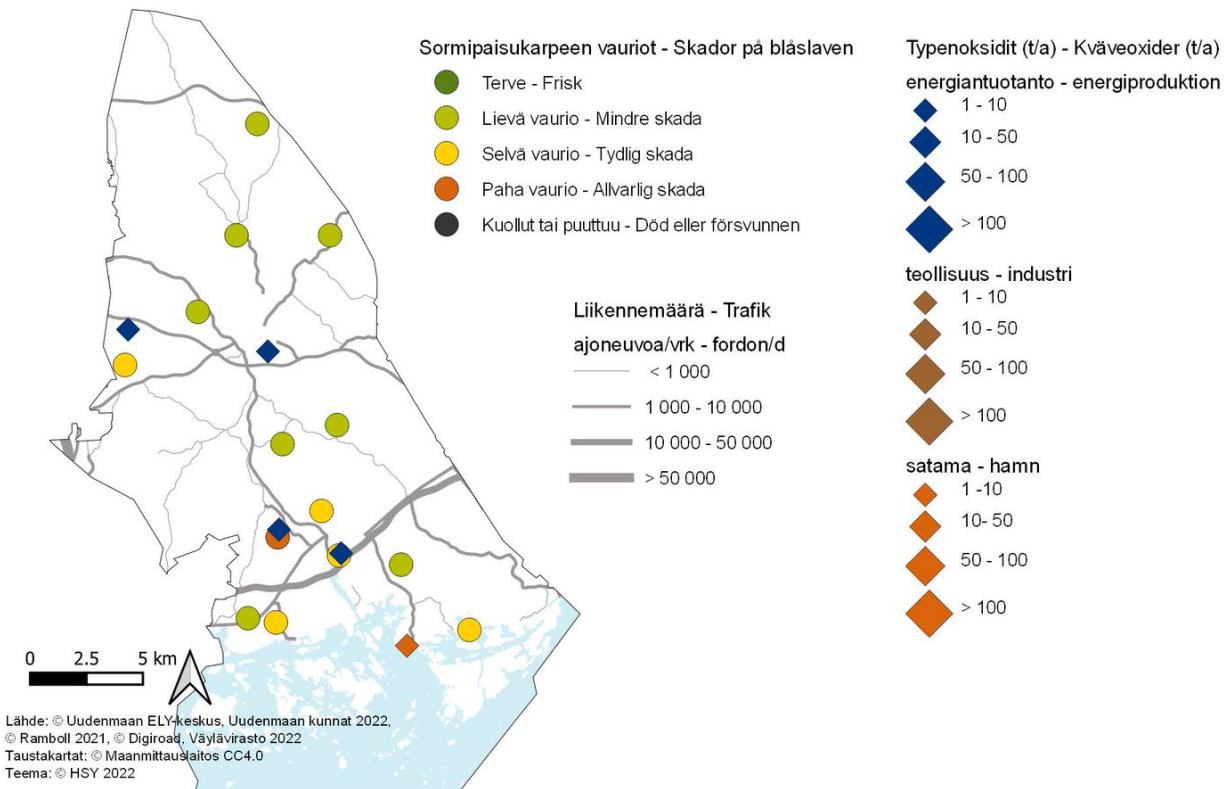 Sormipaisukarpeen vauriot - Skador på blåslaven
Terve - Frisk
Lievä vaurio - Mindre skada
Selvä vaurio - Tydlig skada
Paha vaurio - Allvarlig skada
Kuollut tai puuttuu - Död eller försvunnen
Liikennemäärä - Trafik
ajoneuvoa/vrk - fordon/d
< 1 000
1 000 - 10 000
10 000 - 50 000
> 50 000
Typenoksidit (t/a) - Kväveoxider (t/a)
energiantuotanto - energiproduktion
1 - 10
10 - 50
50 - 100
> 100
teollisuus - industri
1 - 10
10 - 50
50 - 100
> 100
satama - hamn
1 -10
10- 50
50 - 100
> 100
0 2.5 5 km
Lähde: © Uudenmaan ELY-keskus, Uudenmaan kunnat 2022,
© Ramboll 2021, © Digiroad, Väylävirasto 2022
Taustakartat: © Maanmittauslaitos CC4.0
Teema: © HSY 2022